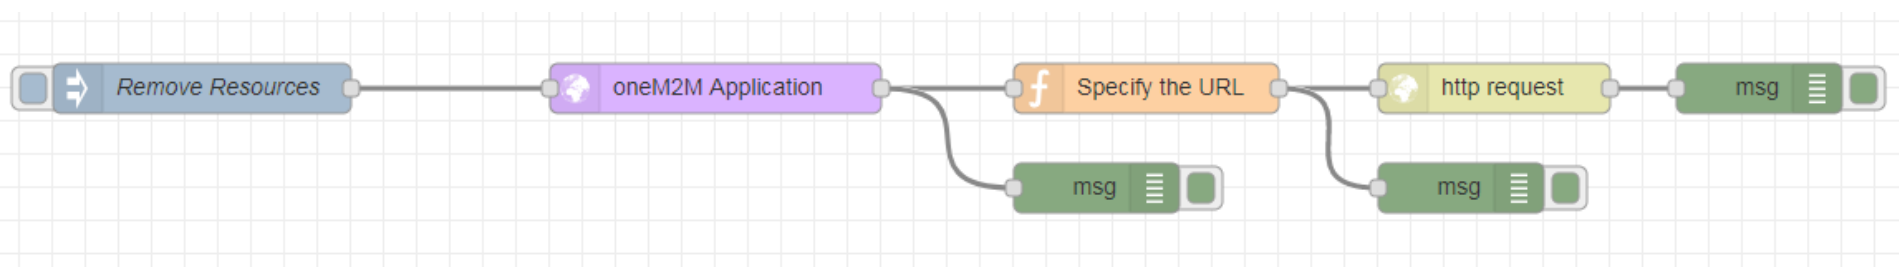 Remove Resources
oneM2M Application
Specify the URL
http request
msg
msg
msg